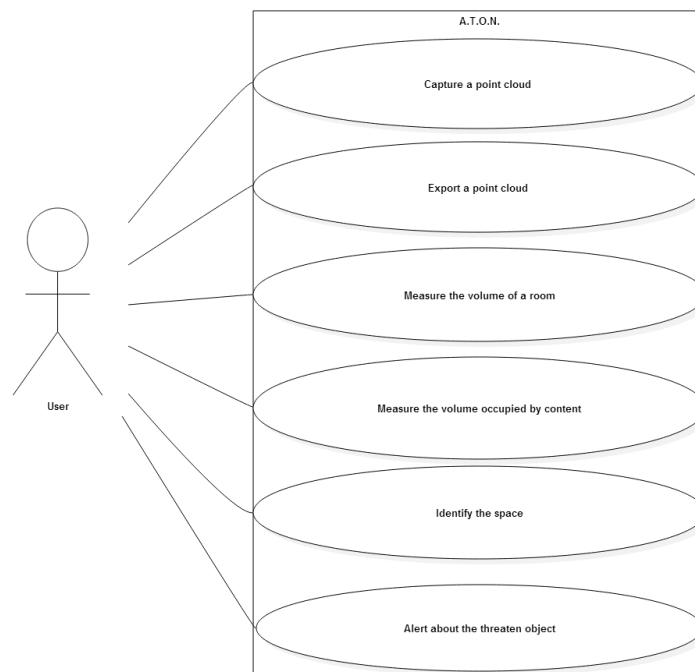 A.T.O.N.
Capture a point cloud
Export a point cloud
Measure the volume of a room
Measure the volume occupied by content
User
Identify the space
Alert about the threaten object